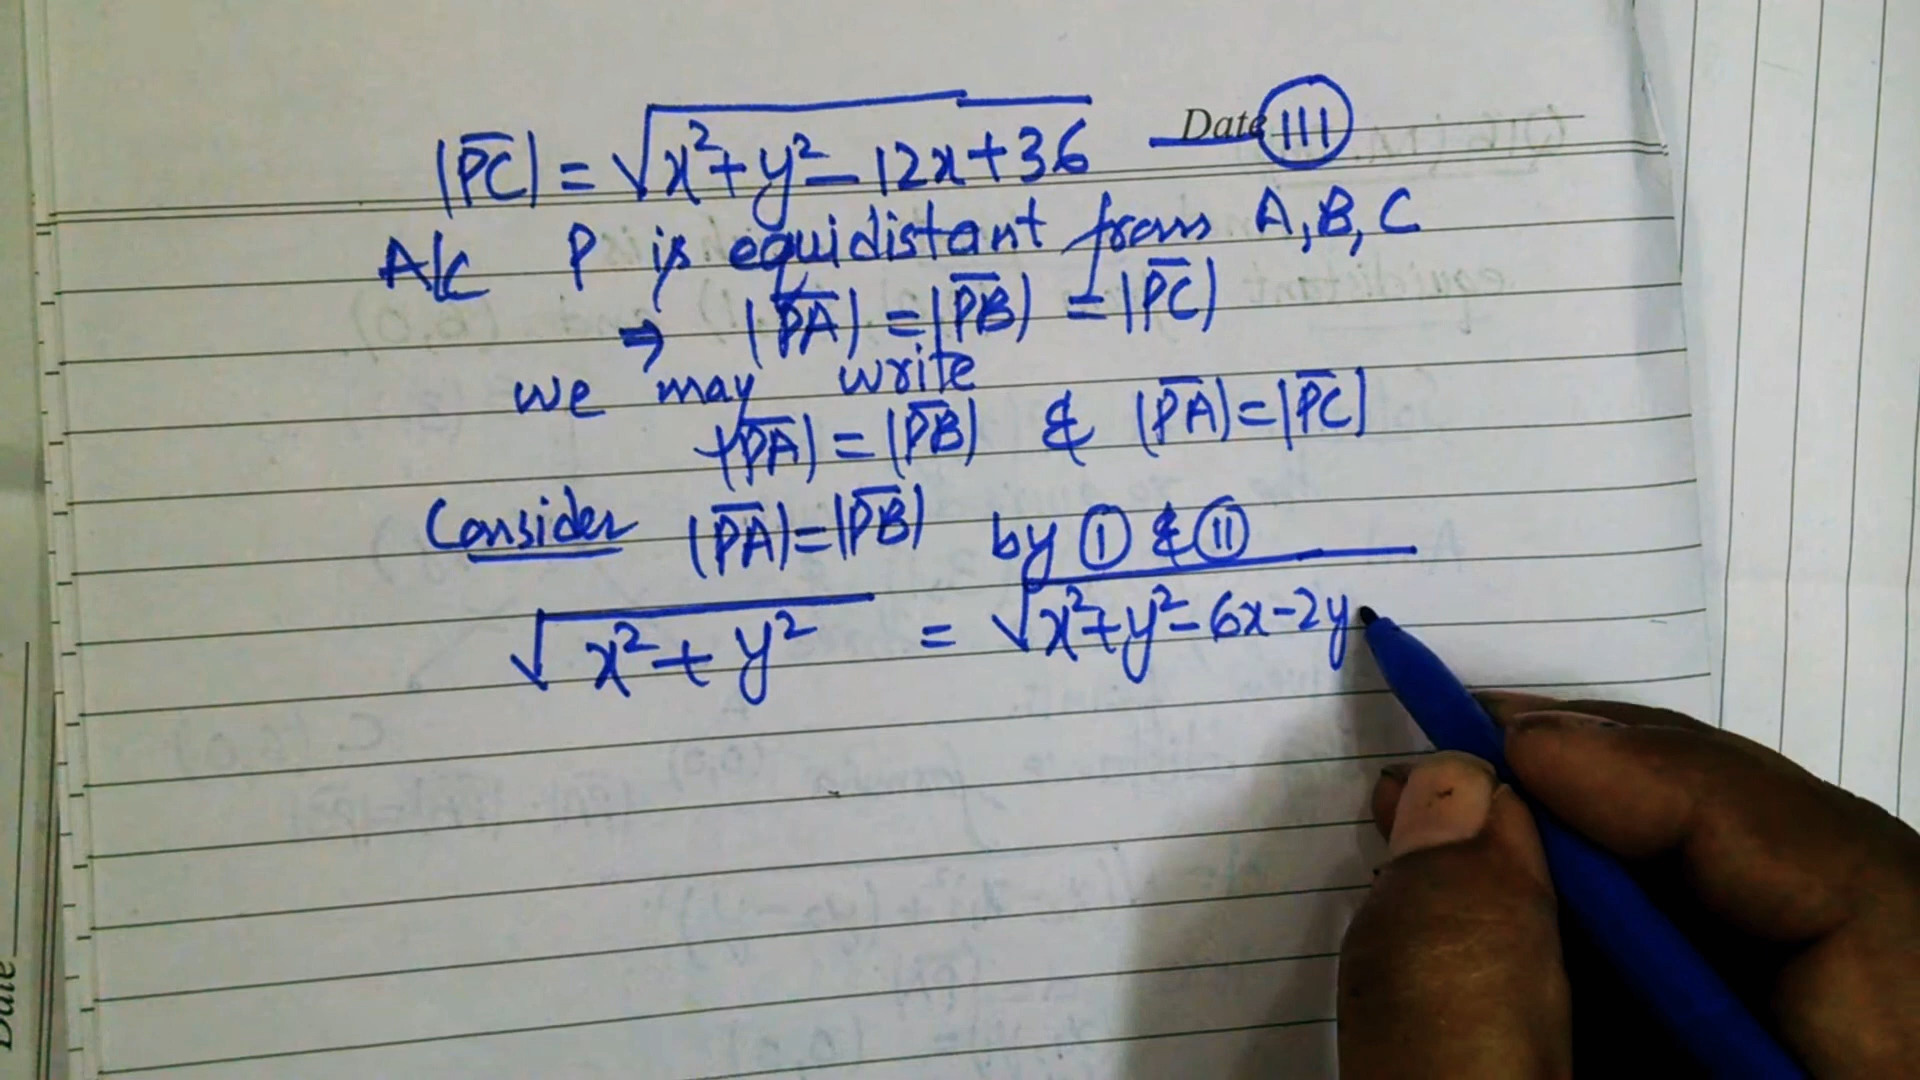 |PC| = √x²+y²-12x+36 Date III
A/c P is equidistant from A, B, C
⇒ |PA| = |PB| = |PC|
we may write
|PA| = |PB| & |PA| = |PC|
Consider |PA| = |PB| by I & II
√x²+y² = √x²+y²-6x-2y
Date